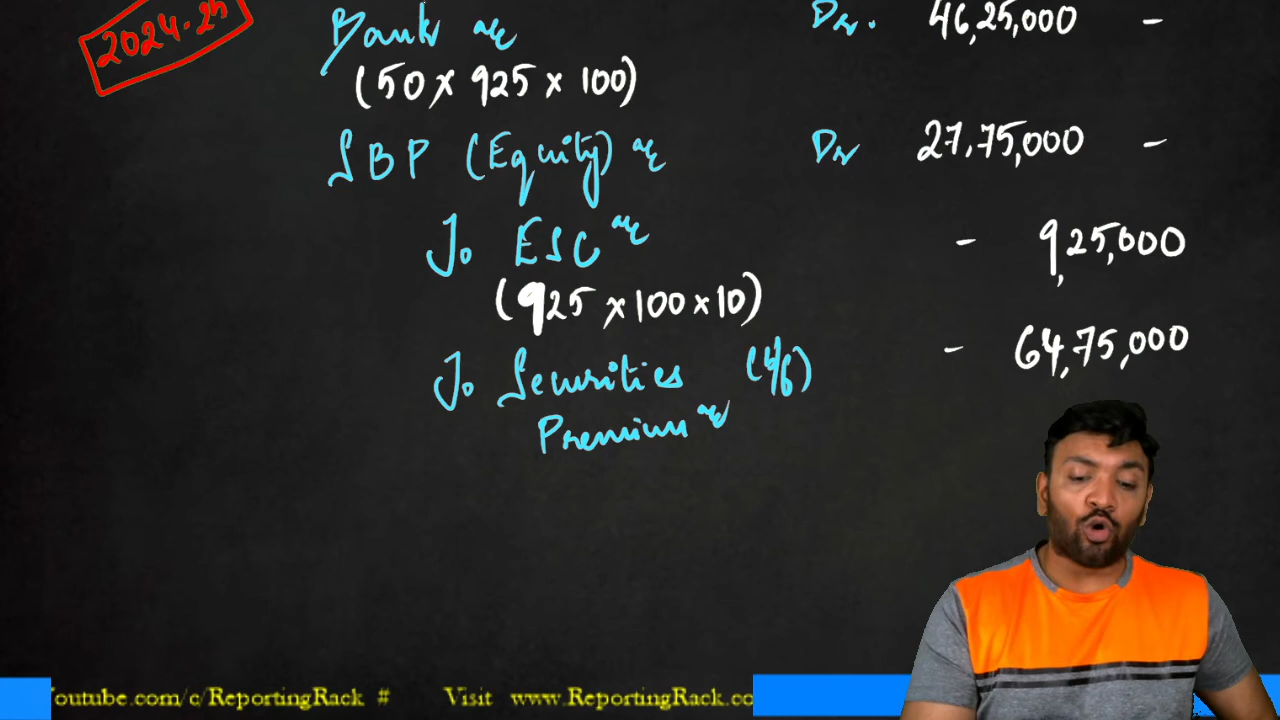 2024-25
Bank a/c Dr. 46,25,000 -
(50 x 925 x 100)
SBP (Equity) a/c Dr 27,75,000 -
To ESC a/c - 9,25,000
(925 x 100 x 10)
To Securities (b/f) - 64,75,000
Premium a/c
Youtube.com/c/ReportingRack # Visit www.ReportingRack.co